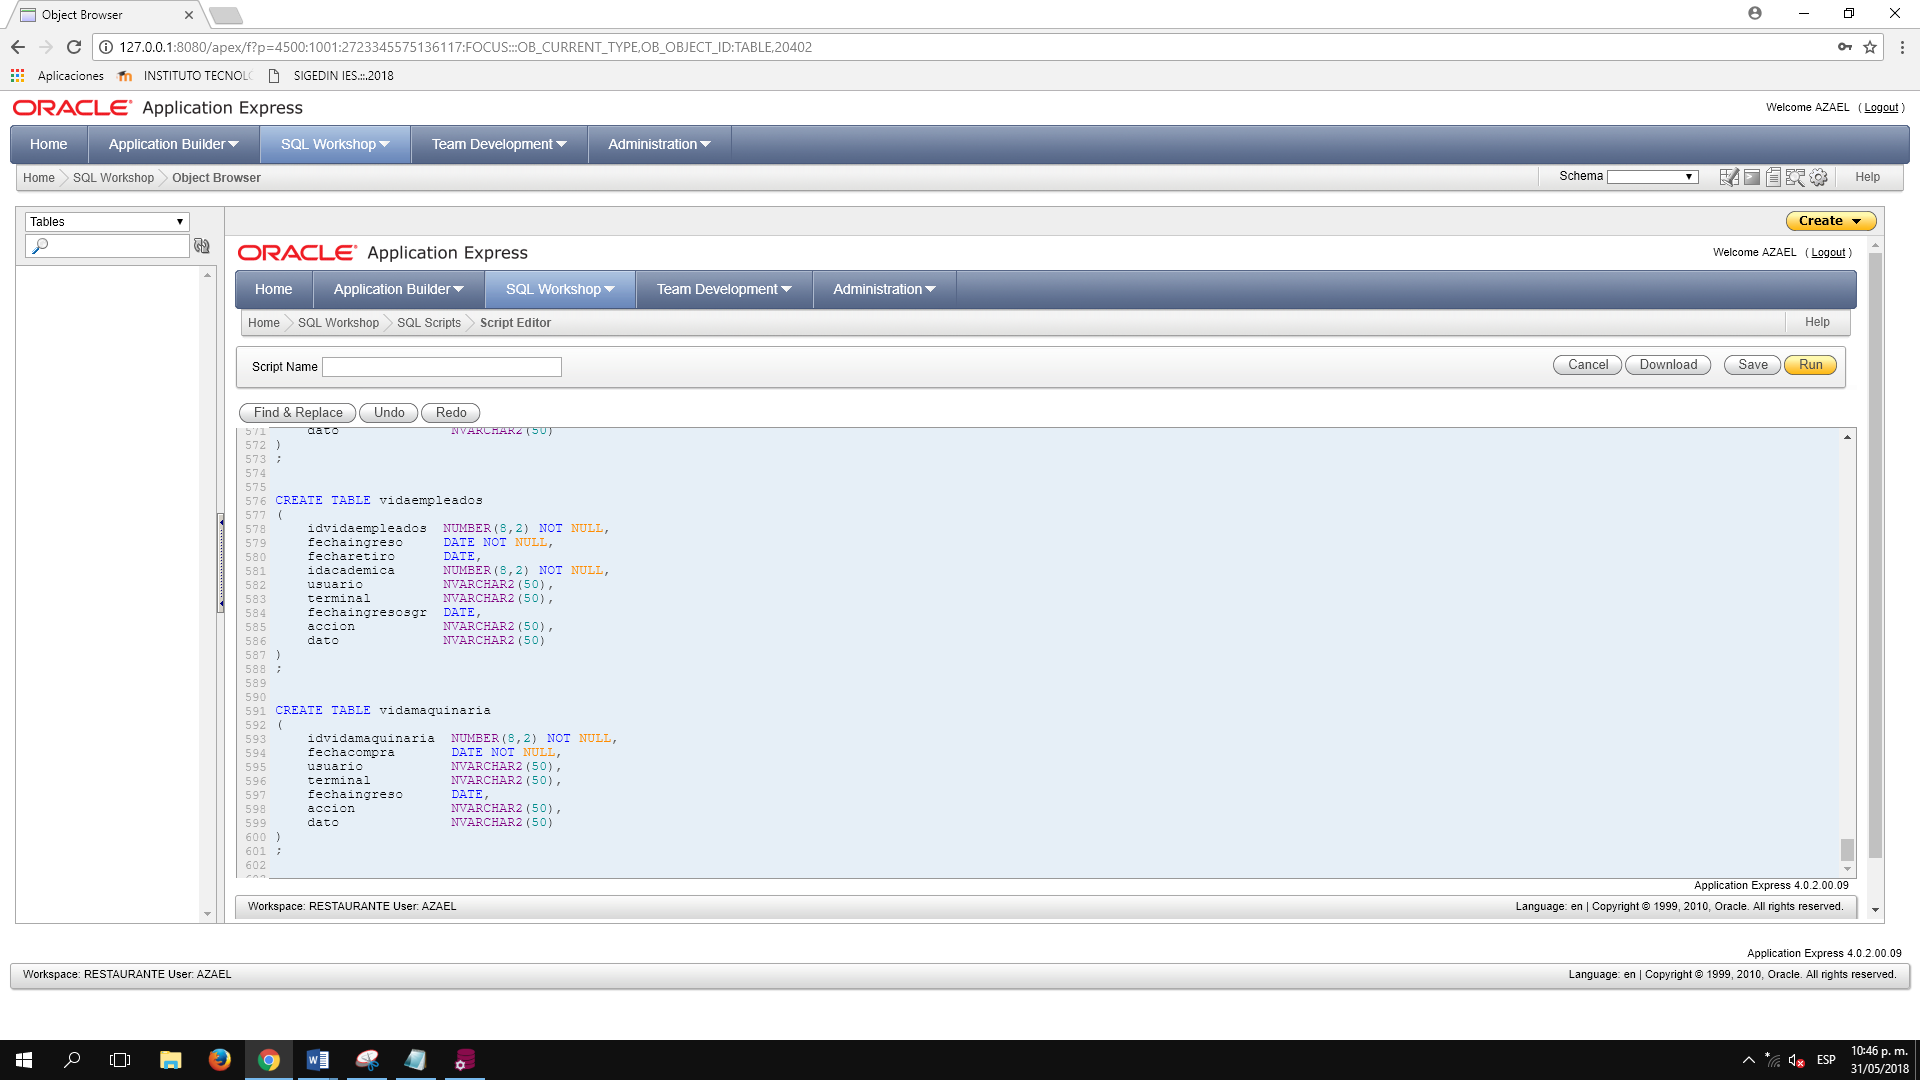 Object Browser
127.0.0.1:8080/apex/f?p=4500:1001:2723345575136117:FOCUS:::OB_CURRENT_TYPE,OB_OBJECT_ID:TABLE,20402
Aplicaciones INSTITUTO TECNOLO SIGEDIN IES.::.2018
ORACLE Application Express
Welcome AZAEL ( Logout )
Home Application Builder SQL Workshop Team Development Administration
Home SQL Workshop Object Browser
Schema Help
Tables
Create
ORACLE Application Express
Welcome AZAEL ( Logout )
Home Application Builder SQL Workshop Team Development Administration
Home SQL Workshop SQL Scripts Script Editor
Help
Script Name
Cancel Download Save Run
Find & Replace Undo Redo
571 dato NVARCHAR2(50)
572 )
573 ;
574
575
576 CREATE TABLE vidaempleados
577 (
578 idvidaempleados NUMBER(8,2) NOT NULL,
579 fechaingreso DATE NOT NULL,
580 fecharetiro DATE,
581 idacademica NUMBER(8,2) NOT NULL,
582 usuario NVARCHAR2(50),
583 terminal NVARCHAR2(50),
584 fechaingresosgr DATE,
585 accion NVARCHAR2(50),
586 dato NVARCHAR2(50)
587 )
588 ;
589
590
591 CREATE TABLE vidamaquinaria
592 (
593 idvidamaquinaria NUMBER(8,2) NOT NULL,
594 fechacompra DATE NOT NULL,
595 usuario NVARCHAR2(50),
596 terminal NVARCHAR2(50),
597 fechaingreso DATE,
598 accion NVARCHAR2(50),
599 dato NVARCHAR2(50)
600 )
601 ;
602
Application Express 4.0.2.00.09
Workspace: RESTAURANTE User: AZAEL
Language: en | Copyright © 1999, 2010, Oracle. All rights reserved.
Application Express 4.0.2.00.09
Workspace: RESTAURANTE User: AZAEL
Language: en | Copyright © 1999, 2010, Oracle. All rights reserved.
ESP
10:46 p. m.
31/05/2018